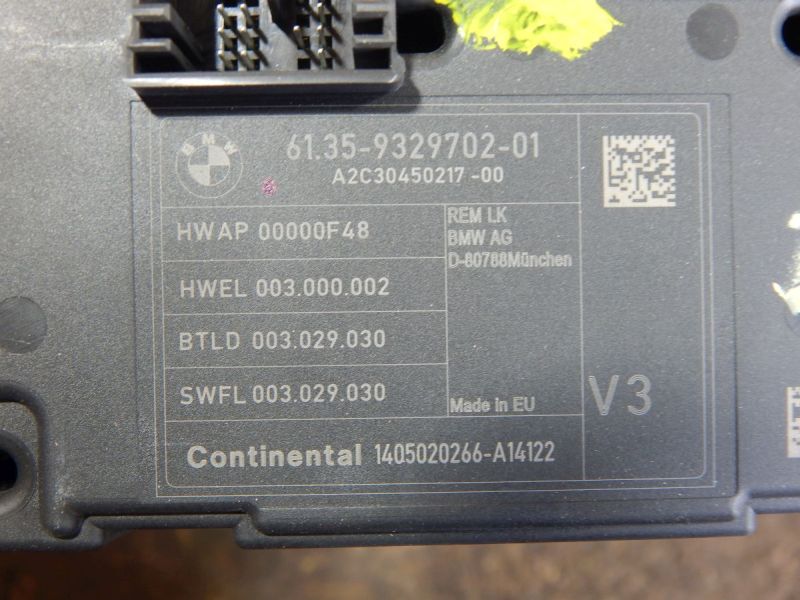 BMW
61.35-9329702-01
A2C30450217-00
HWAP 00000F48
REM LK
BMW AG
D-80788München
HWEL 003.000.002
BTLD 003.029.030
SWFL 003.029.030
Made in EU
V3
Continental 1405020266-A14122